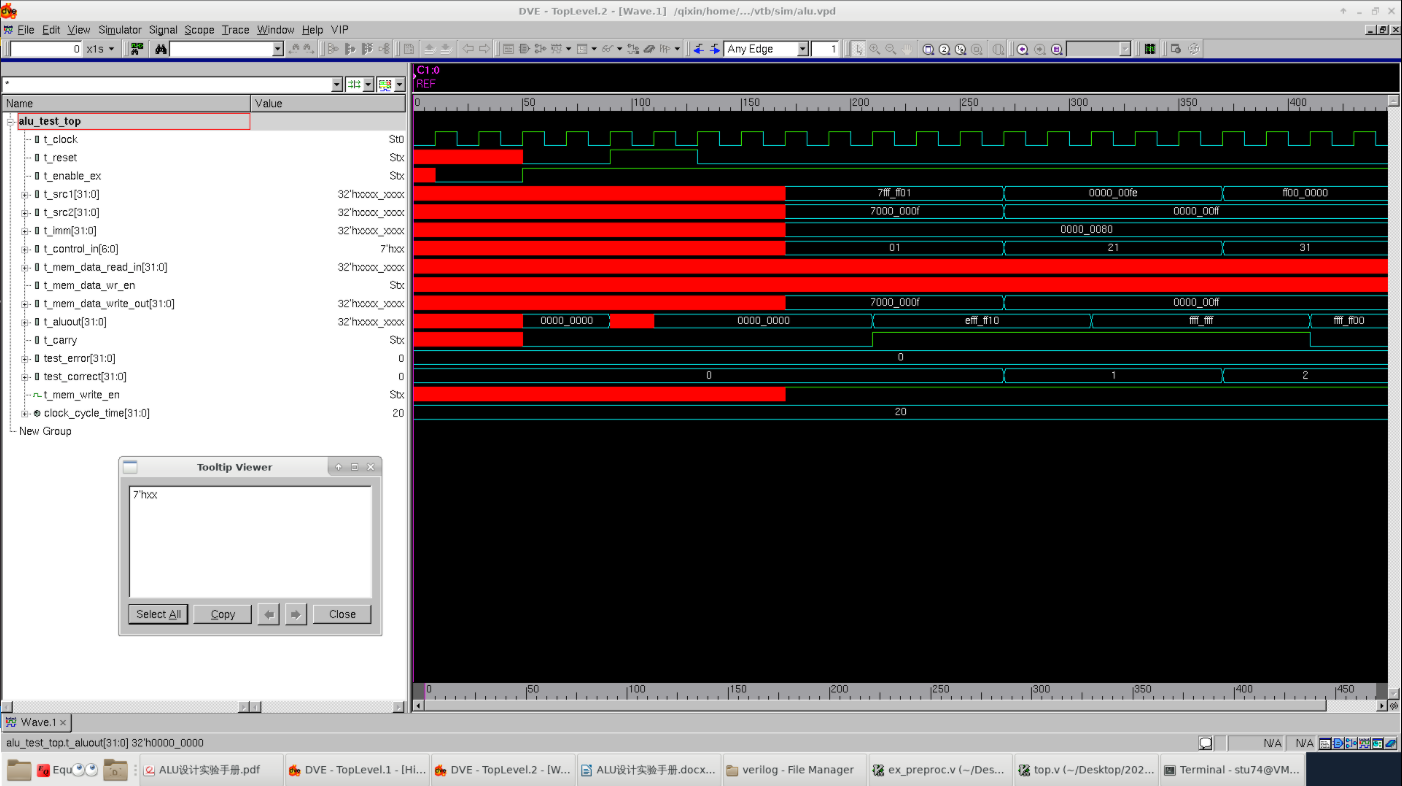 dve
DVE - TopLevel.2 - [Wave.1] /qixin/home/.../vtb/sim/alu.vpd
File Edit View Simulator Signal Scope Trace Window Help VIP
0 x1s Any Edge 1
C1:0
REF
*
Name Value
0 50 100 150 200 250 300 350 400
alu_test_top
t_clock St0
t_reset Stx
t_enable_ex Stx
t_src1[31:0] 32'hxxxx_xxxx 7fff_ff01 0000_00fe ff00_0000
t_src2[31:0] 32'hxxxx_xxxx 7000_000f 0000_00ff
t_imm[31:0] 32'hxxxx_xxxx 0000_0080
t_control_in[6:0] 7'hxx 01 21 31
t_mem_data_read_in[31:0] 32'hxxxx_xxxx
t_mem_data_wr_en Stx
t_mem_data_write_out[31:0] 32'hxxxx_xxxx 7000_000f 0000_00ff
t_aluout[31:0] 32'hxxxx_xxxx 0000_0000 0000_0000 efff_ff10 ffff_ffff ffff_ff00
t_carry Stx
test_error[31:0] 0 0
test_correct[31:0] 0 0 1 2
t_mem_write_en Stx
clock_cycle_time[31:0] 20 20
New Group
Tooltip Viewer
7'hxx
Select All Copy Close
0 50 100 150 200 250 300 350 400 450
Wave.1
alu_test_top.t_aluout[31:0] 32'h0000_0000 N/A N/A
Equ ALU设计实验手册.pdf DVE - TopLevel.1 - [Hi... DVE - TopLevel.2 - [W... ALU设计实验手册.docx... verilog - File Manager ex_preproc.v (~/Des... top.v (~/Desktop/202... Terminal - stu74@VM...